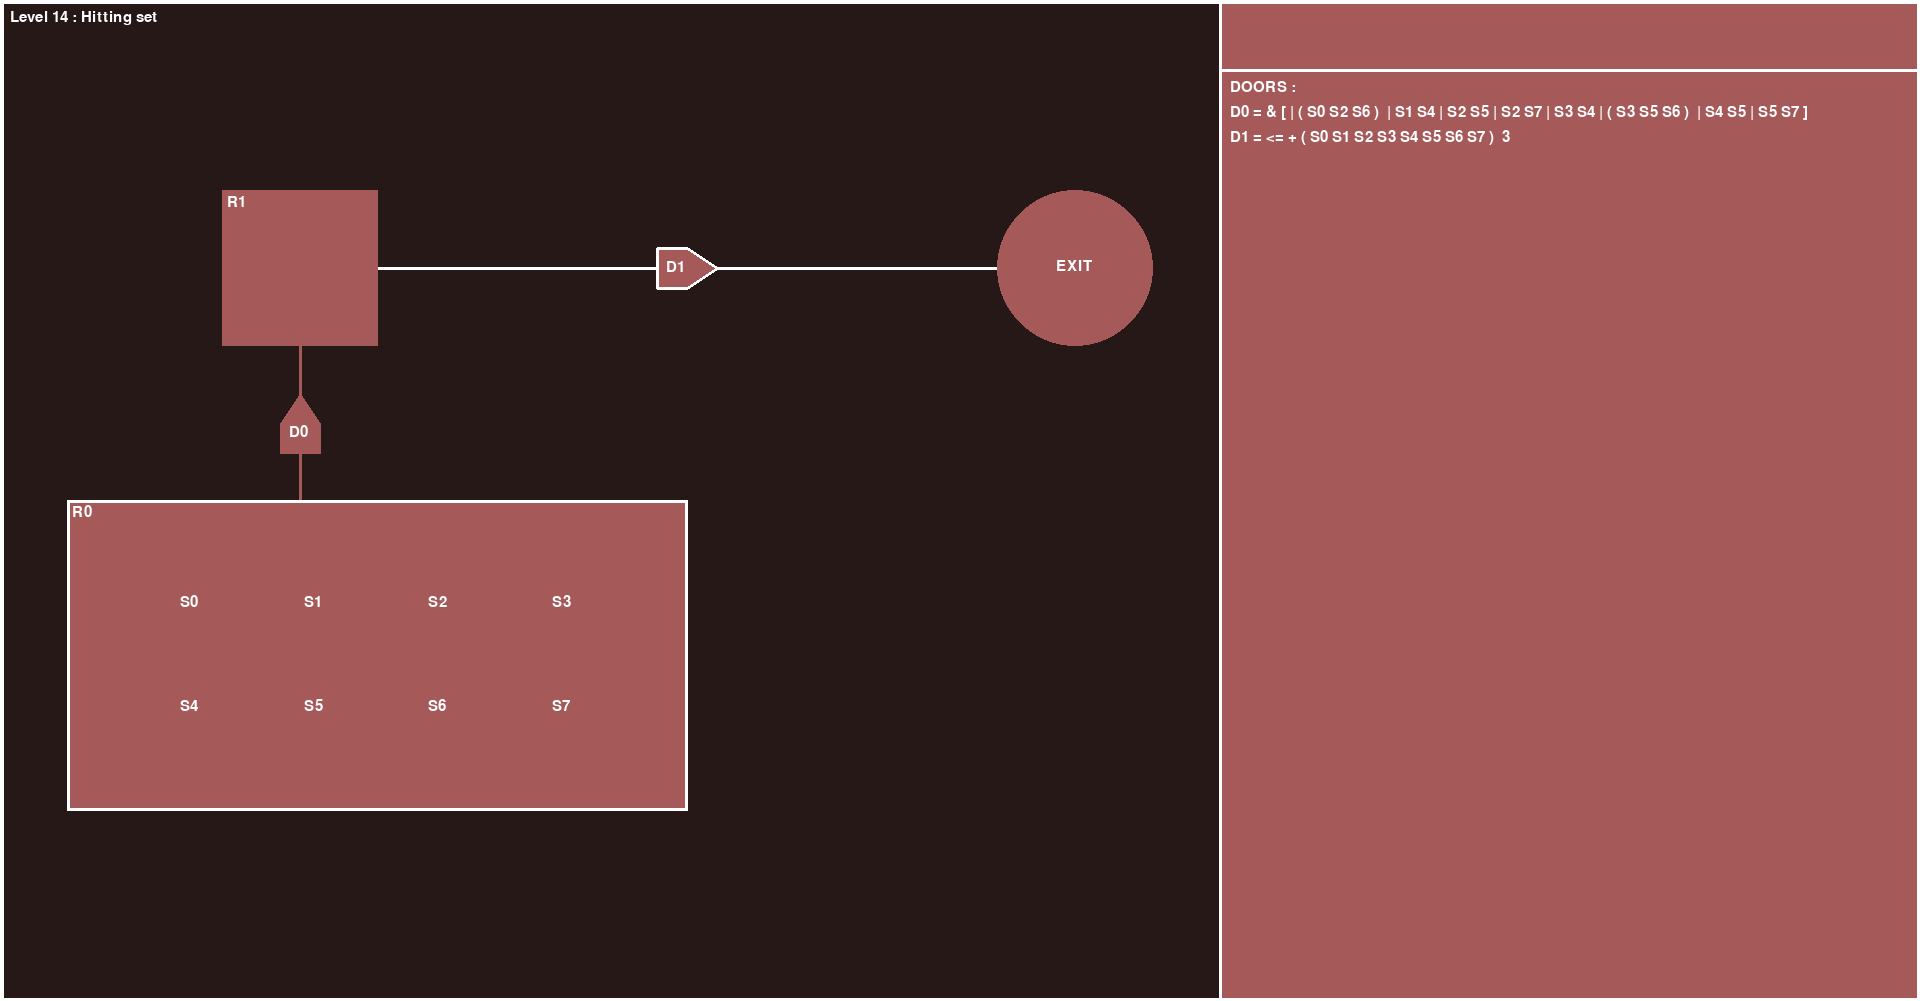 Level 14 : Hitting set
DOORS :
D0 = & [ | ( S0 S2 S6 ) | S1 S4 | S2 S5 | S2 S7 | S3 S4 | ( S3 S5 S6 ) | S4 S5 | S5 S7 ]
D1 = <= + ( S0 S1 S2 S3 S4 S5 S6 S7 ) 3
R1
D1
EXIT
D0
R0
S0 S1 S2 S3
S4 S5 S6 S7